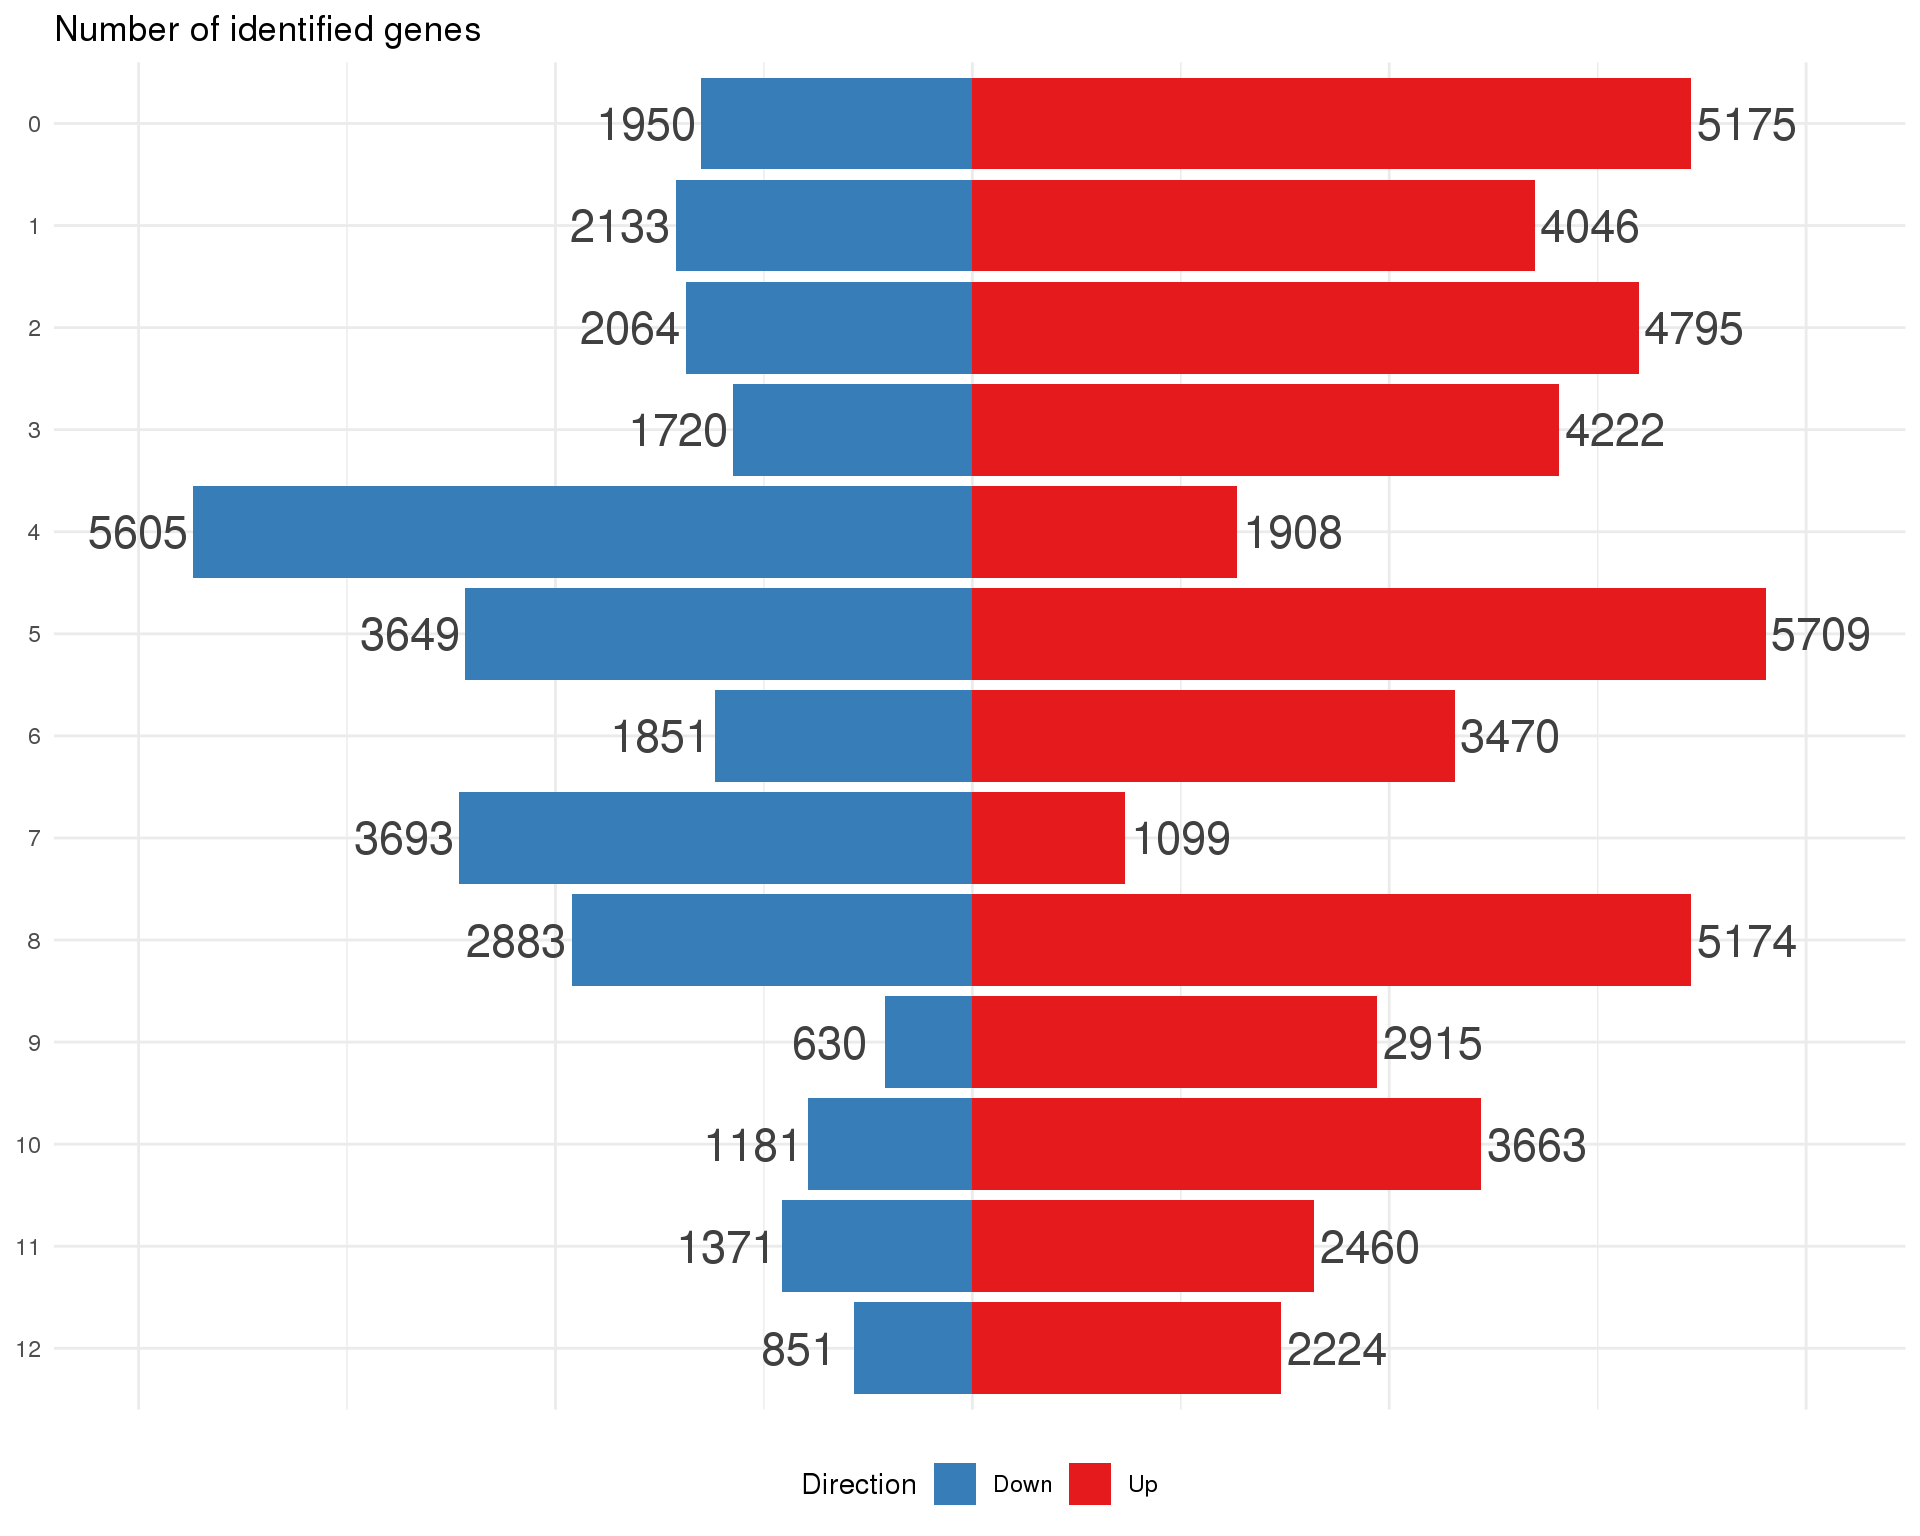 Number of identified genes
0 1950 5175
1 2133 4046
2 2064 4795
3 1720 4222
4 5605 1908
5 3649 5709
6 1851 3470
7 3693 1099
8 2883 5174
9 630 2915
10 1181 3663
11 1371 2460
12 851 2224
Direction Down Up